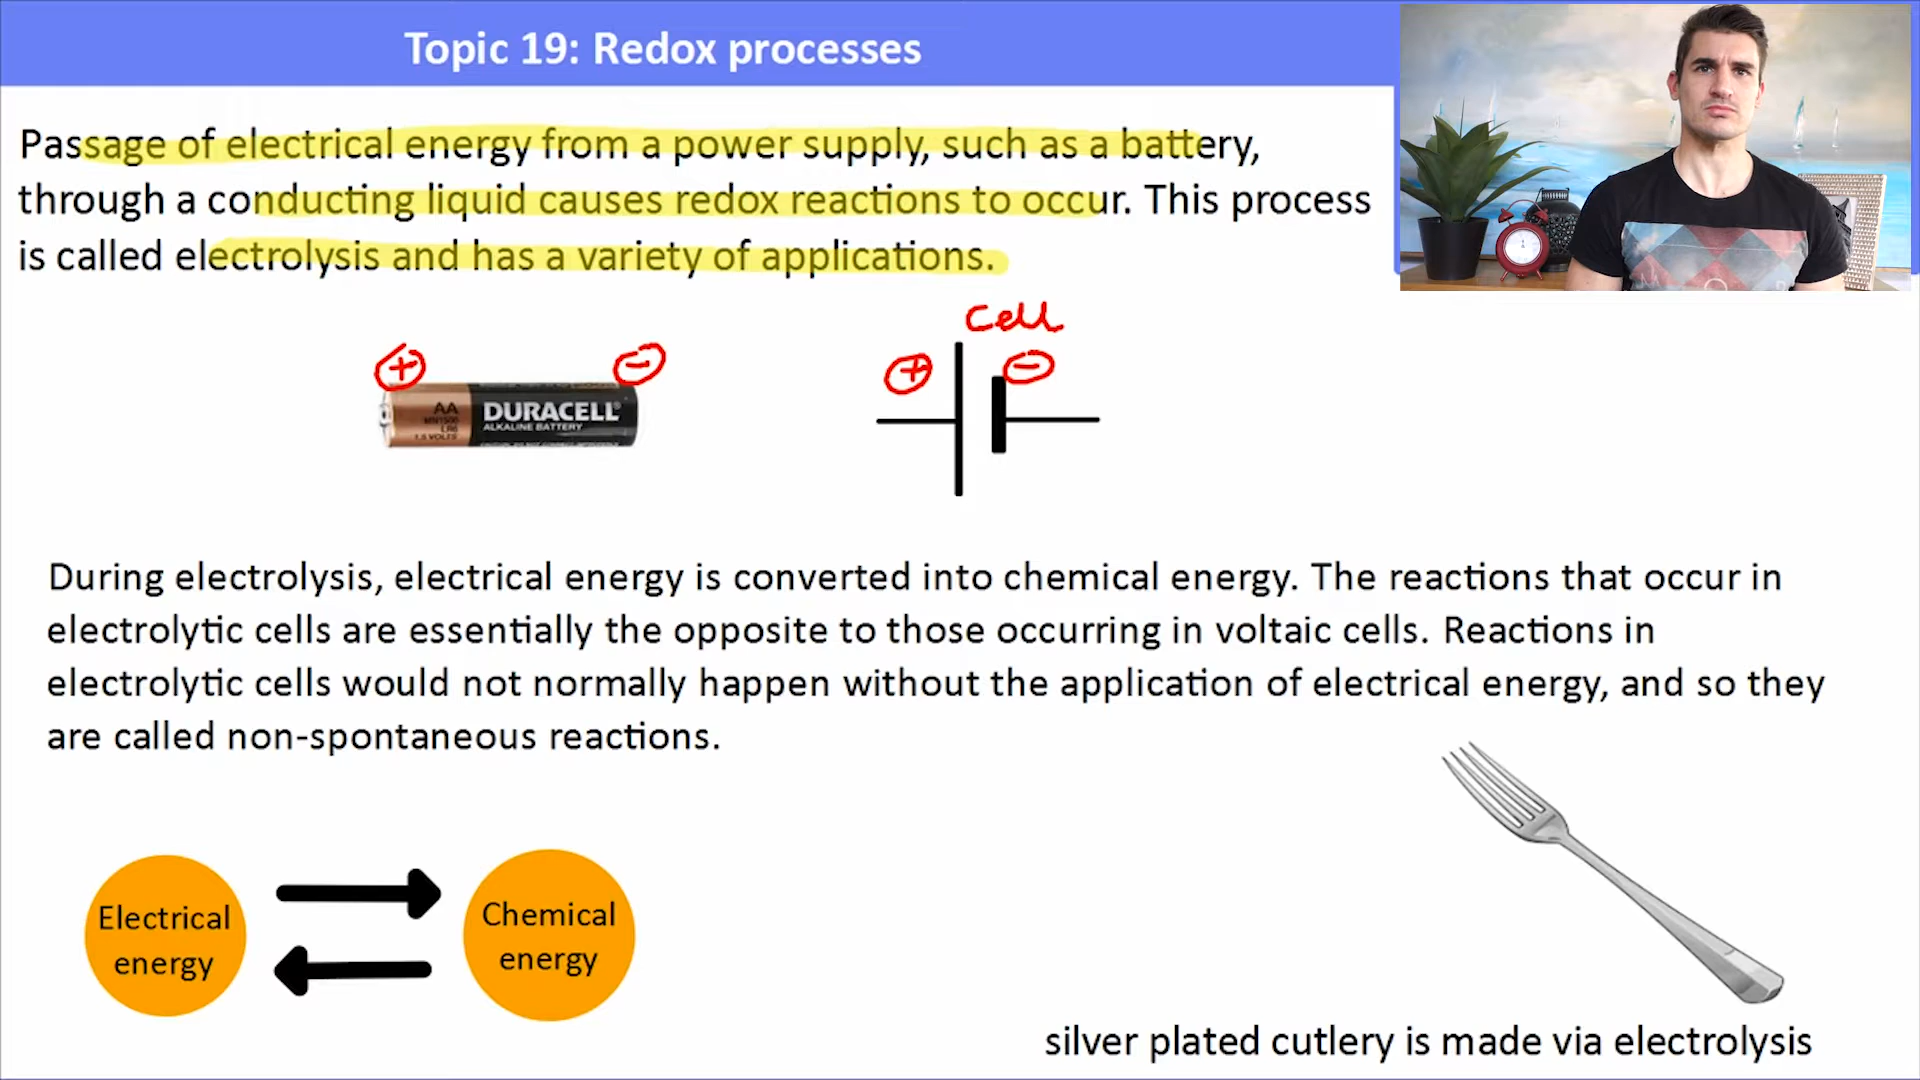 Topic 19: Redox processes
Passage of electrical energy from a power supply, such as a battery,
through a conducting liquid causes redox reactions to occur. This process
is called electrolysis and has a variety of applications.
Cell
+ -
+ -
AA
MN1500
LR6
1.5 VOLTS
DURACELL
ALKALINE BATTERY
During electrolysis, electrical energy is converted into chemical energy. The reactions that occur in
electrolytic cells are essentially the opposite to those occurring in voltaic cells. Reactions in
electrolytic cells would not normally happen without the application of electrical energy, and so they
are called non-spontaneous reactions.
Electrical
energy
Chemical
energy
silver plated cutlery is made via electrolysis